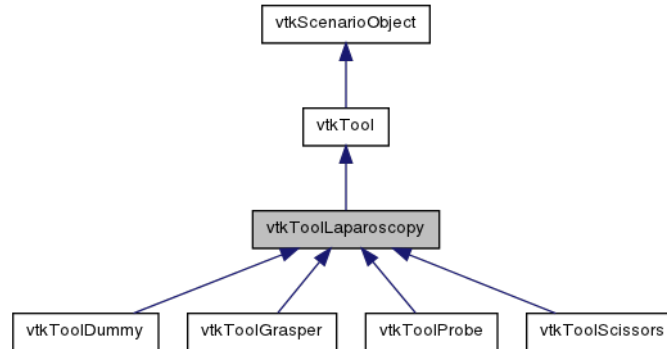 vtkScenarioObject
vtkTool
vtkToolLaparoscopy
vtkToolDummy
vtkToolGrasper
vtkToolProbe
vtkToolScissors